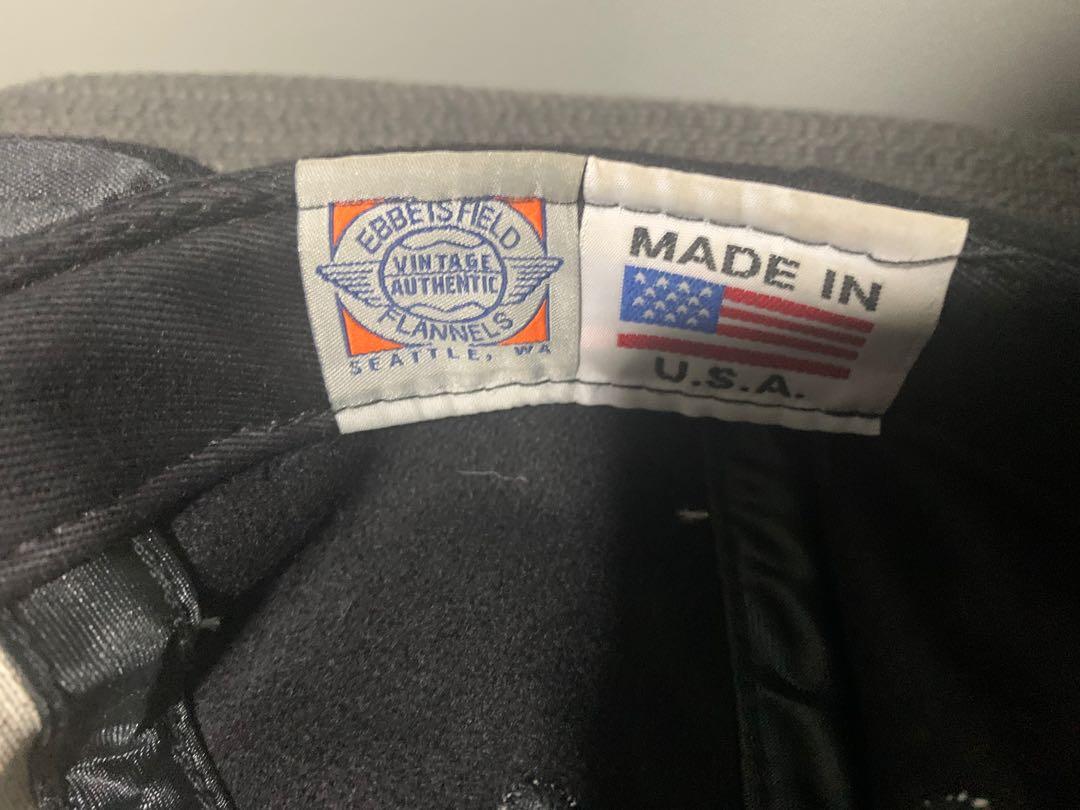 EBBETS FIELD
VINTAGE
AUTHENTIC
FLANNELS
SEATTLE, WA
MADE IN
U.S.A.